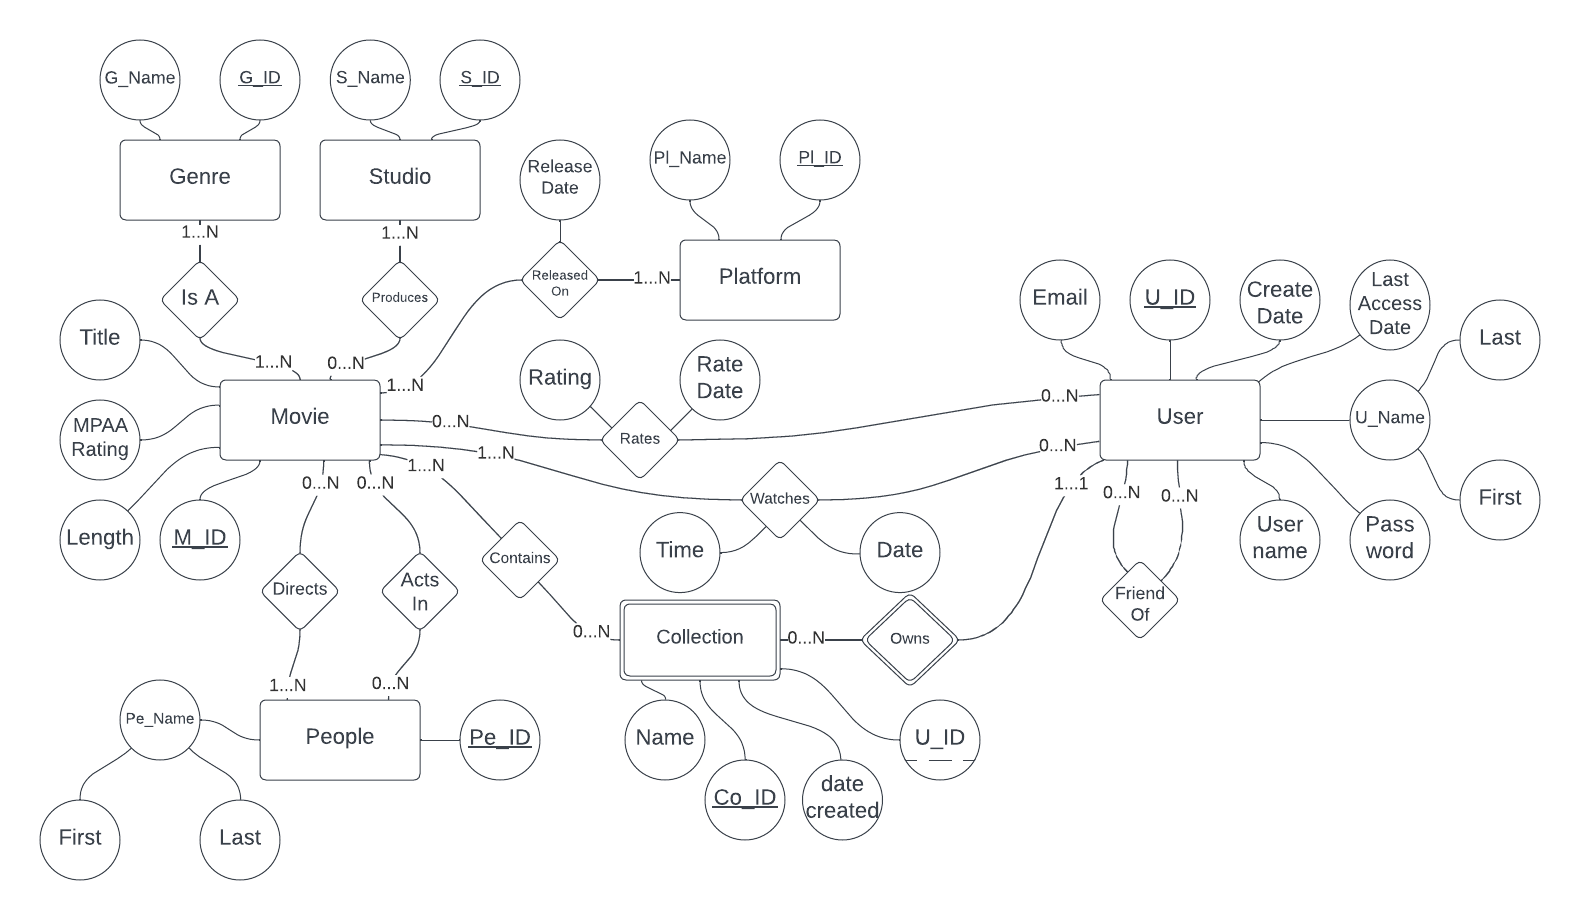 G_Name
G_ID
S_Name
S_ID
Genre
Studio
Release
Date
Pl_Name
Pl_ID
1...N
1...N
Is A
Produces
Released
On
1...N
Platform
Title
1...N
0...N
1...N
MPAA
Rating
Movie
Length
M_ID
Rating
Rate
Date
0...N
Rates
0...N
Email
U_ID
Create
Date
Last
Access
Date
Last
User
U_Name
First
1...N
Watches
0...N
Time
Date
1...N
Contains
0...N
1...1
0...N
0...N
User
name
Pass
word
Friend
Of
0...N
0...N
Directs
Acts
In
1...N
0...N
Collection
0...N
Owns
Pe_Name
People
Pe_ID
First
Last
Name
Co_ID
date
created
U_ID